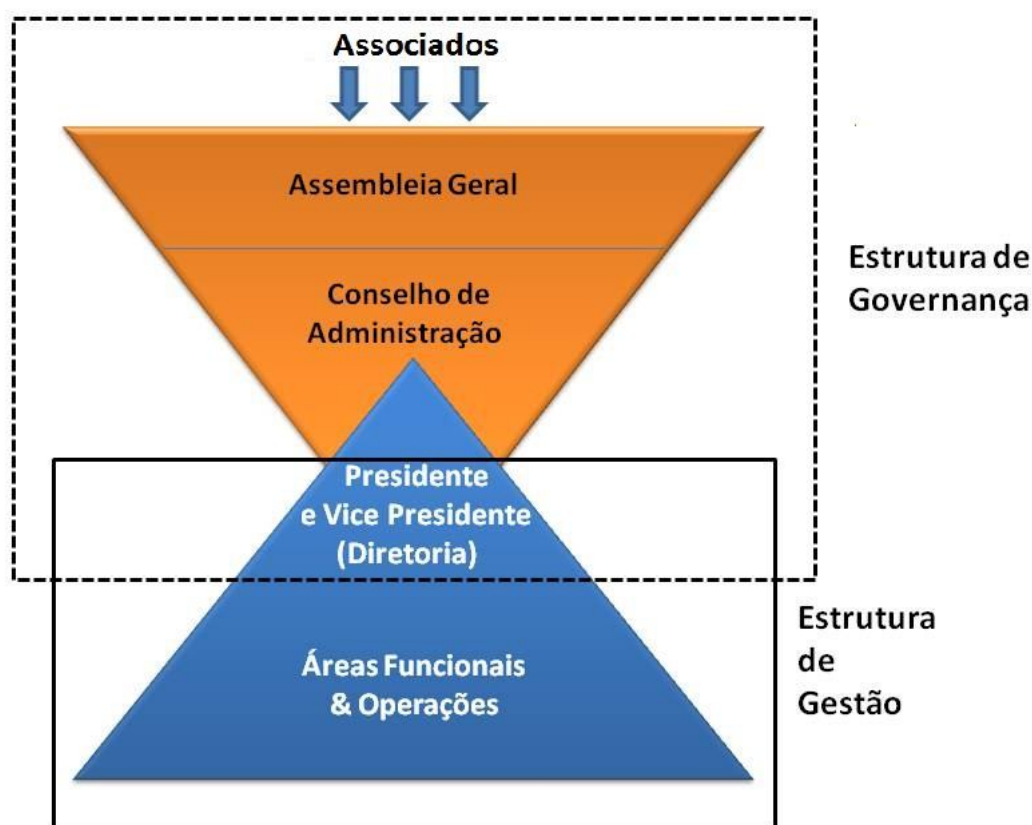 Associados
Assembleia Geral
Conselho de
Administração
Estrutura de
Governança
Presidente
e Vice Presidente
(Diretoria)
Áreas Funcionais
& Operações
Estrutura
de
Gestão